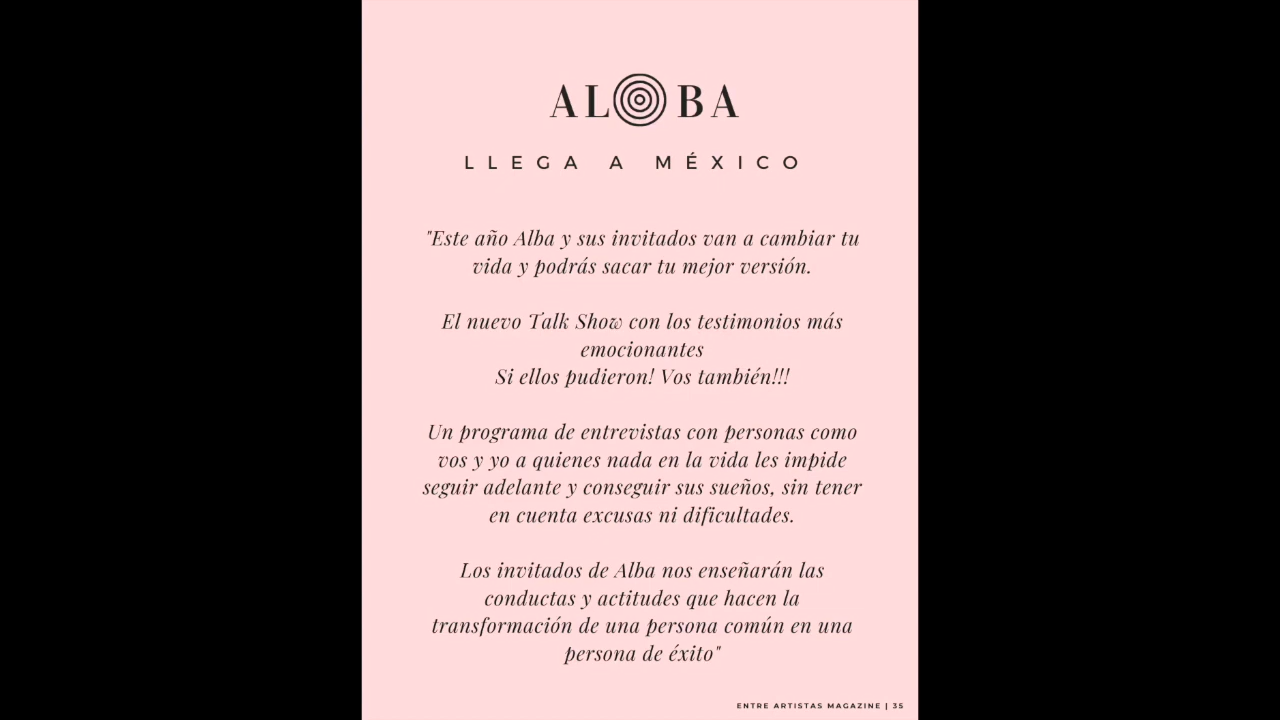 ALOBA
LLEGA A MÉXICO
"Este año Alba y sus invitados van a cambiar tu
vida y podrás sacar tu mejor versión.
El nuevo Talk Show con los testimonios más
emocionantes
Si ellos pudieron! Vos también!!!
Un programa de entrevistas con personas como
vos y yo a quienes nada en la vida les impide
seguir adelante y conseguir sus sueños, sin tener
en cuenta excusas ni dificultades.
Los invitados de Alba nos enseñarán las
conductas y actitudes que hacen la
transformación de una persona común en una
persona de éxito"
ENTRE ARTISTAS MAGAZINE | 35